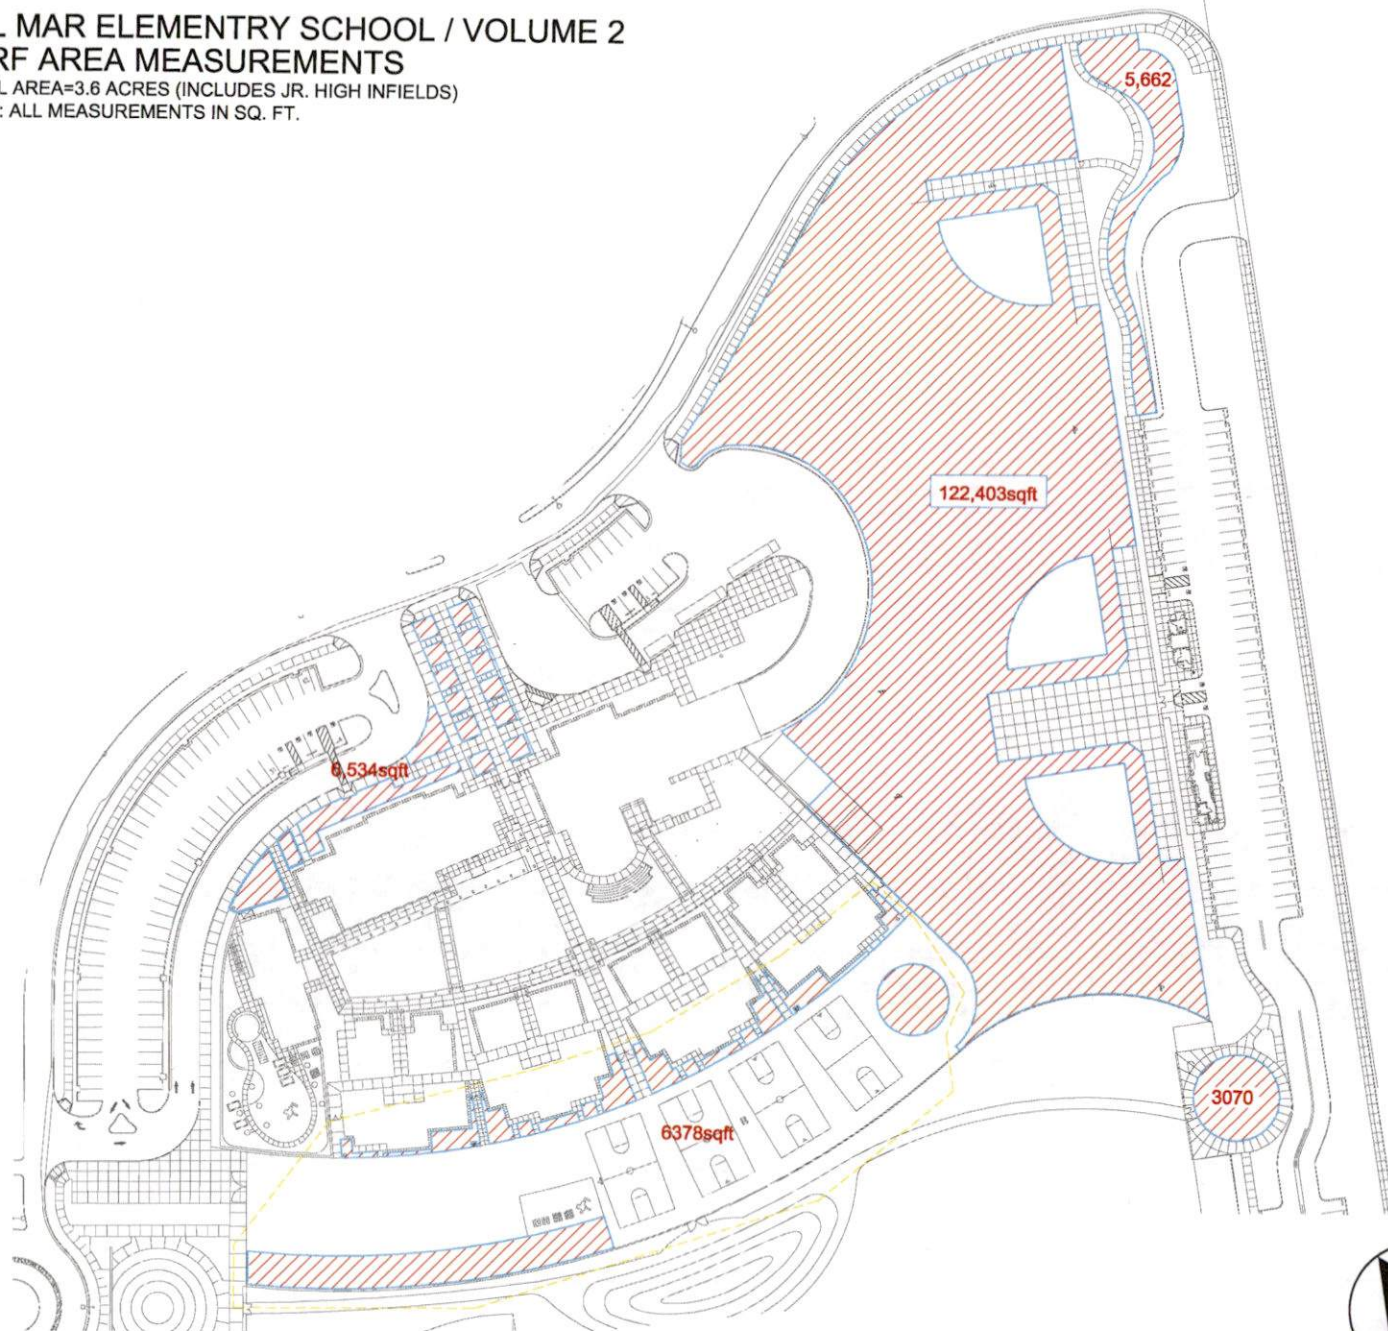 L MAR ELEMENTRY SCHOOL / VOLUME 2
RF AREA MEASUREMENTS
L AREA=3.6 ACRES (INCLUDES JR. HIGH INFIELDS)
: ALL MEASUREMENTS IN SQ. FT.
5,662
122,403sqft
6,534sqft
3070
6378sqft